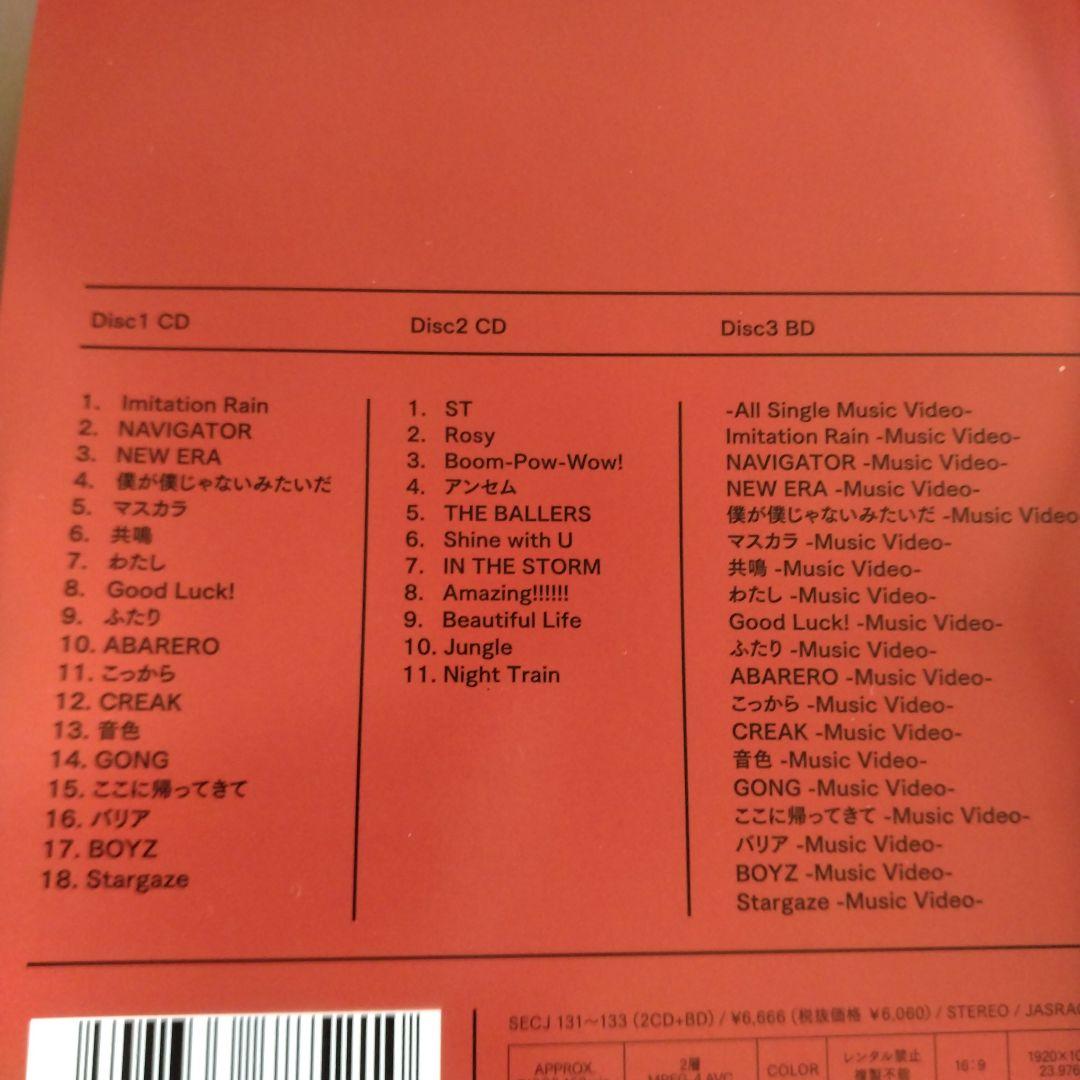 Disc1 CD
1. Imitation Rain
2. NAVIGATOR
3. NEW ERA
4. 僕が僕じゃないみたいだ
5. マスカラ
6. 共鳴
7. わたし
8. Good Luck!
9. ふたり
10. ABARERO
11. こっから
12. CREAK
13. 音色
14. GONG
15. ここに帰ってきて
16. バリア
17. BOYZ
18. Stargaze
Disc2 CD
1. ST
2. Rosy
3. Boom-Pow-Wow!
4. アンセム
5. THE BALLERS
6. Shine with U
7. IN THE STORM
8. Amazing!!!!!!
9. Beautiful Life
10. Jungle
11. Night Train
Disc3 BD
-All Single Music Video-
Imitation Rain -Music Video-
NAVIGATOR -Music Video-
NEW ERA -Music Video-
僕が僕じゃないみたいだ -Music Video
マスカラ -Music Video-
共鳴 -Music Video-
わたし -Music Video-
Good Luck! -Music Video-
ふたり -Music Video-
ABARERO -Music Video-
こっから -Music Video-
CREAK -Music Video-
音色 -Music Video-
GONG -Music Video-
ここに帰ってきて -Music Video-
バリア -Music Video-
BOYZ -Music Video-
Stargaze -Music Video-
SECJ 131〜133 (2CD+BD) / ¥6,666 (税抜価格 ¥6,060) / STEREO / JASRAC
APPROX.
2層
MPEG-4 AVC
COLOR
レンタル禁止
複製不能
16:9
1920×10
23.976